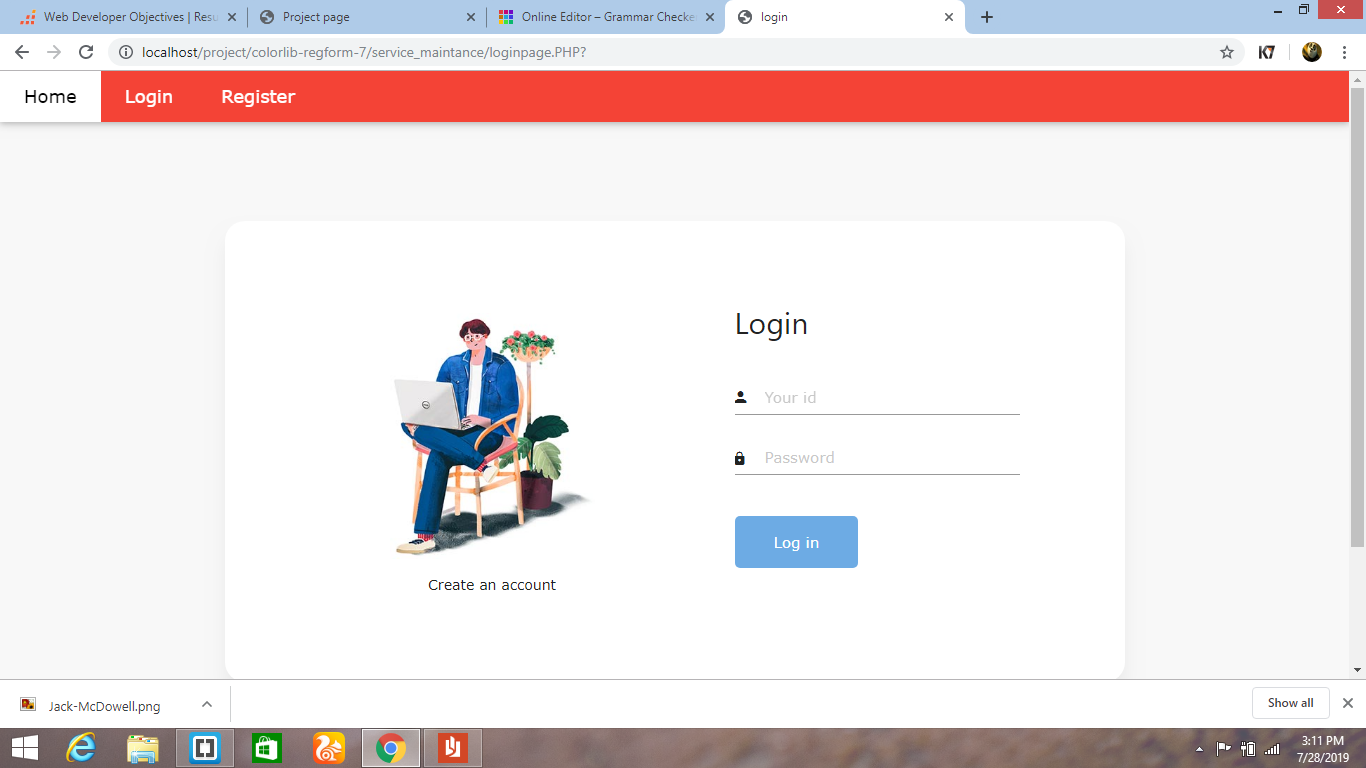 Web Developer Objectives | Resu
Project page
Online Editor – Grammar Checke
login
localhost/project/colorlib-regform-7/service_maintance/loginpage.PHP?
K7
Home
Login
Register
Login
Your id
Password
Log in
Create an account
Jack-McDowell.png
Show all
3:11 PM
7/28/2019